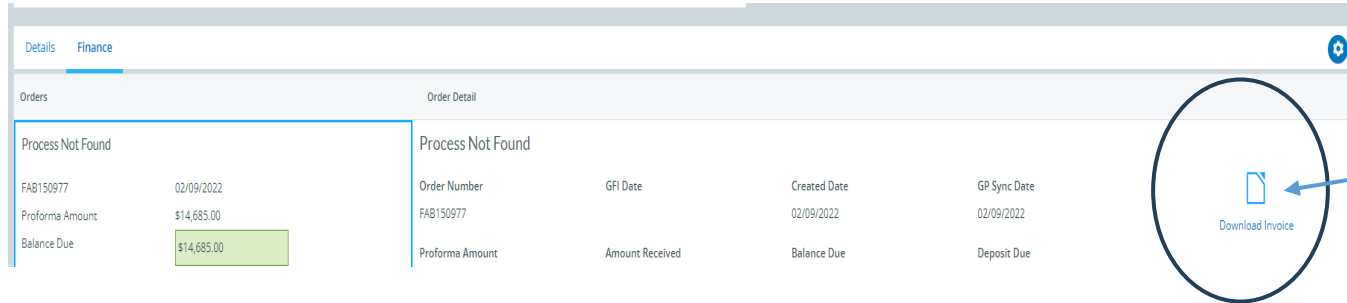 Details Finance
Orders Order Detail
Process Not Found Process Not Found
FAB150977 02/09/2022
Proforma Amount $14,685.00
Balance Due $14,685.00
Order Number GFI Date Created Date GP Sync Date
FAB150977 02/09/2022 02/09/2022
Proforma Amount Amount Received Balance Due Deposit Due
Download Invoice